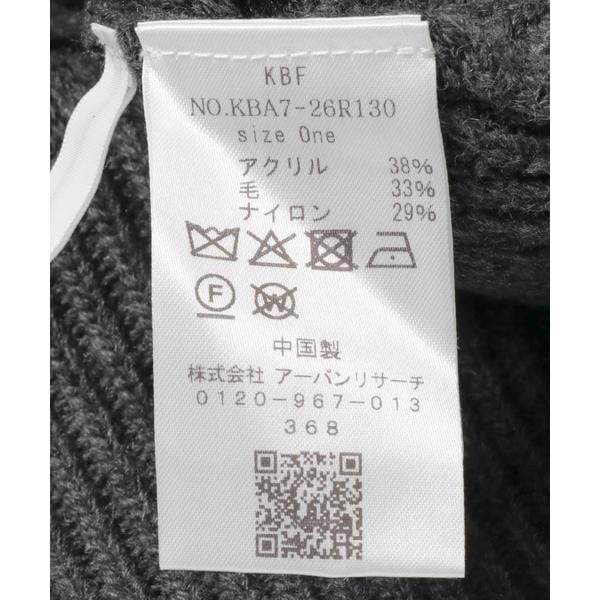 KBF
NO.KBA7-26R130
size One
アクリル 38%
毛 33%
ナイロン 29%
F W
中国製
株式会社 アーバンリサーチ
0120-967-013
368